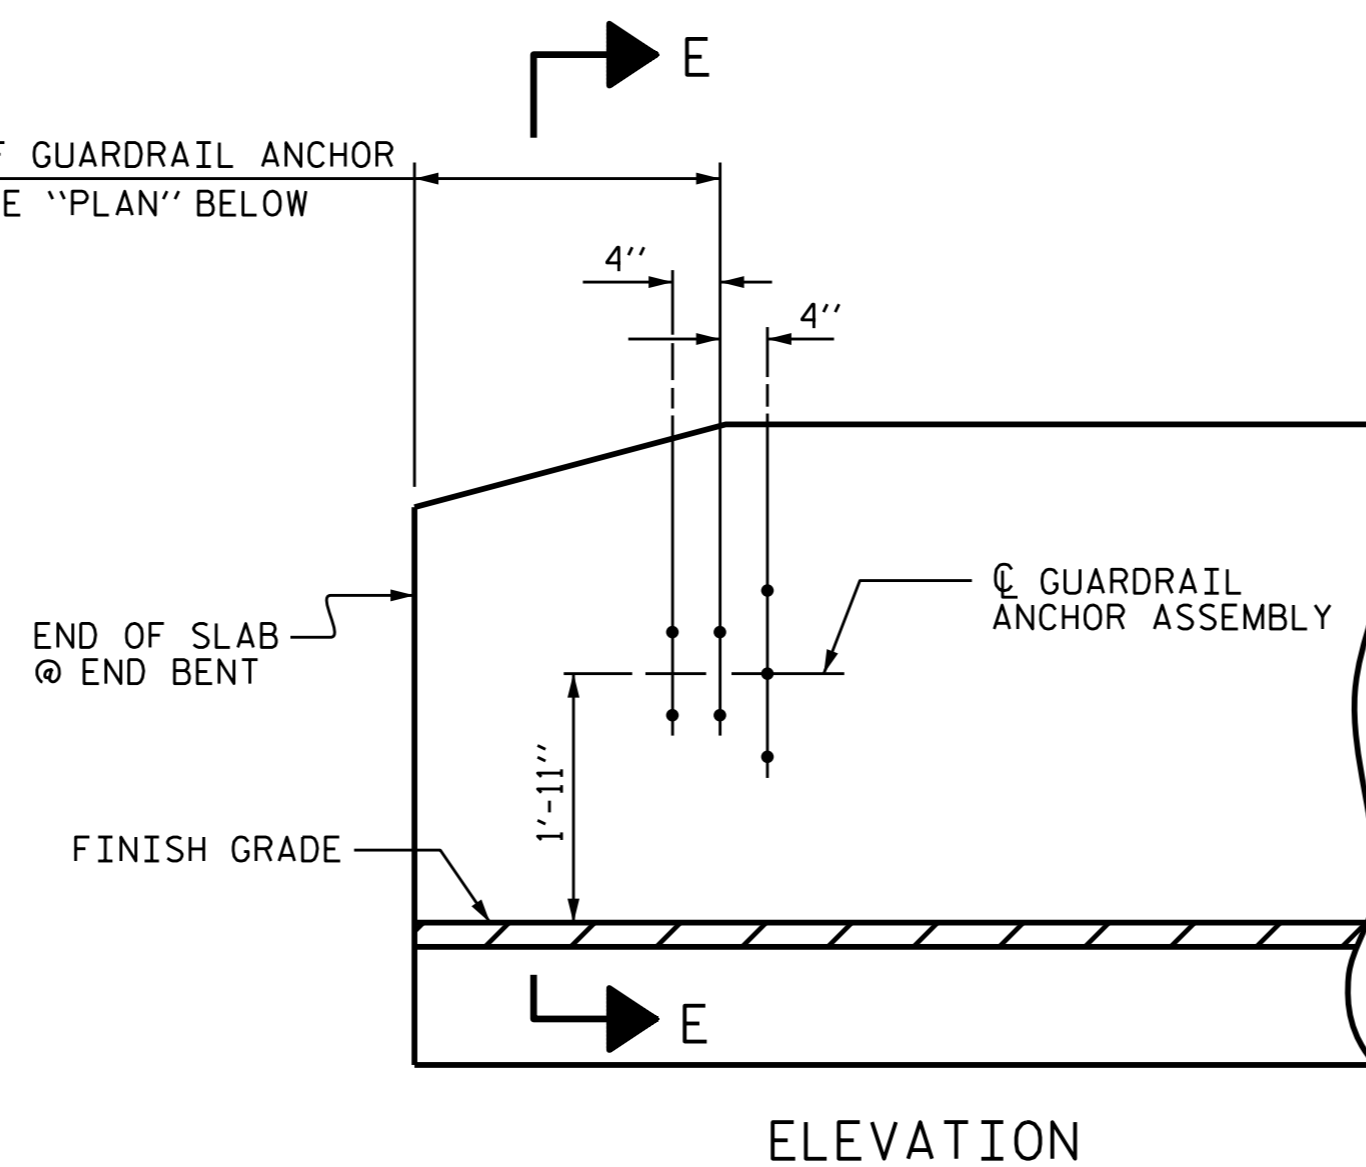 E
GUARDRAIL ANCHOR
"PLAN" BELOW
4"
4"
℄ GUARDRAIL
ANCHOR ASSEMBLY
END OF SLAB
@ END BENT
1'-11"
FINISH GRADE
E
ELEVATION